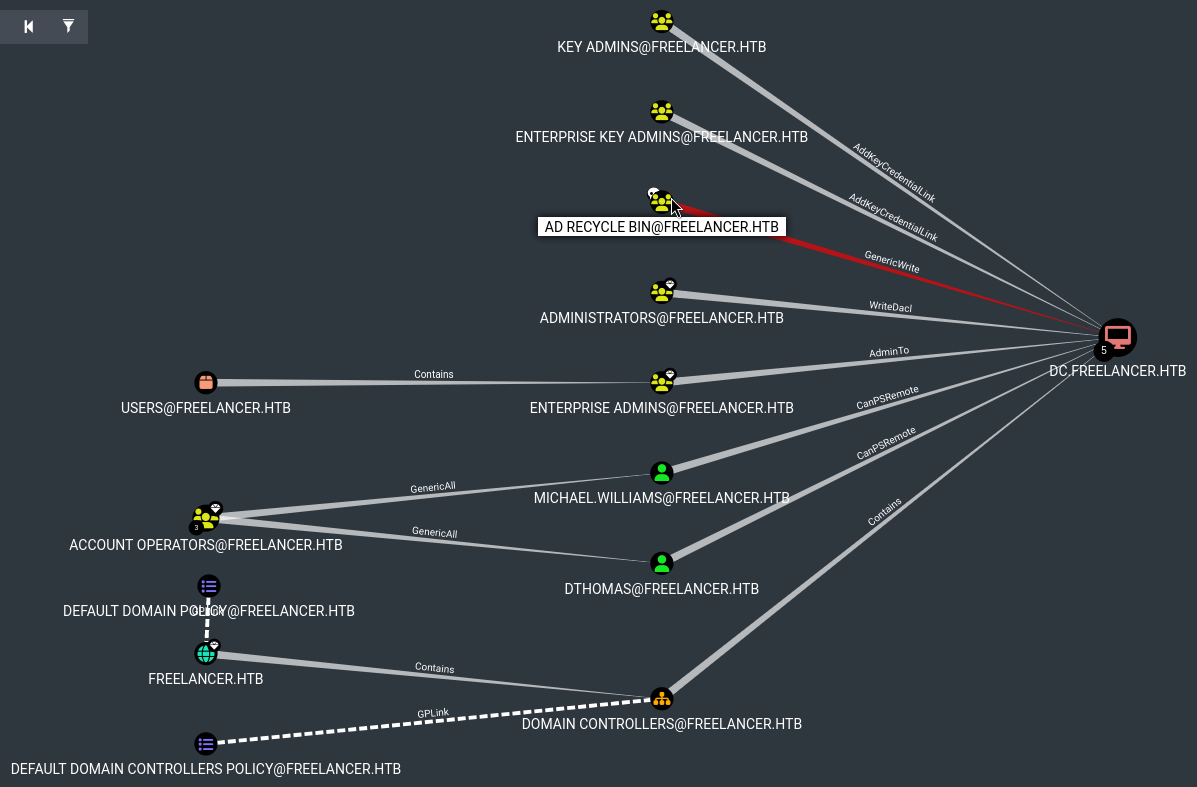 KEY ADMINS@FREELANCER.HTB
ENTERPRISE KEY ADMINS@FREELANCER.HTB
AddKeyCredentialLink
AddKeyCredentialLink
AD RECYCLE BIN@FREELANCER.HTB
GenericWrite
ADMINISTRATORS@FREELANCER.HTB
WriteDacl
5
DC.FREELANCER.HTB
AdminTo
Contains
USERS@FREELANCER.HTB
ENTERPRISE ADMINS@FREELANCER.HTB
CanPSRemote
CanPSRemote
GenericAll
MICHAEL.WILLIAMS@FREELANCER.HTB
3
GenericAll
Contains
ACCOUNT OPERATORS@FREELANCER.HTB
DTHOMAS@FREELANCER.HTB
DEFAULT DOMAIN POLICY@FREELANCER.HTB
FREELANCER.HTB
Contains
GPLink
DOMAIN CONTROLLERS@FREELANCER.HTB
DEFAULT DOMAIN CONTROLLERS POLICY@FREELANCER.HTB